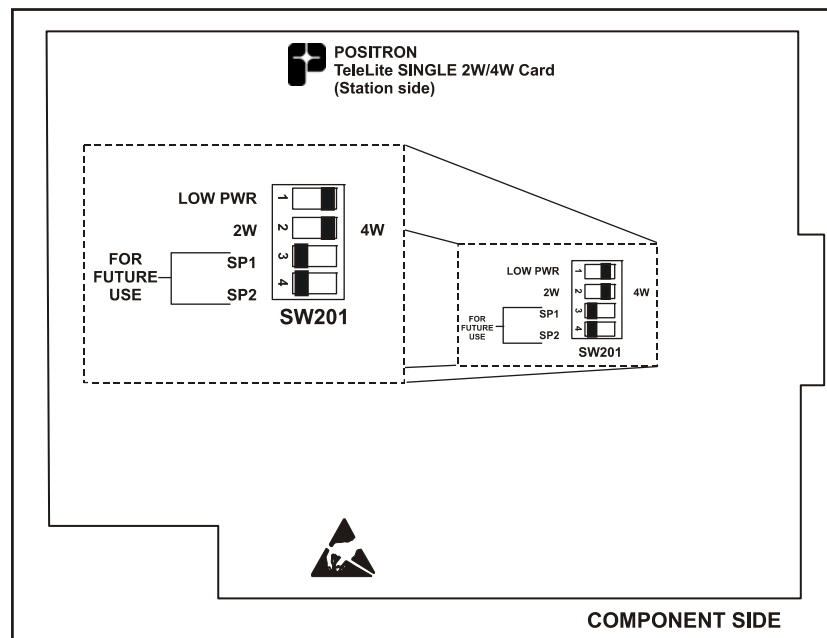 POSITRON
TeleLite SINGLE 2W/4W Card
(Station side)
LOW PWR 1
2W 2 4W
FOR
FUTURE
USE
SP1 3
SP2 4
SW201
LOW PWR 1
2W 2 4W
FOR
FUTURE
USE
SP1 3
SP2 4
SW201
COMPONENT SIDE